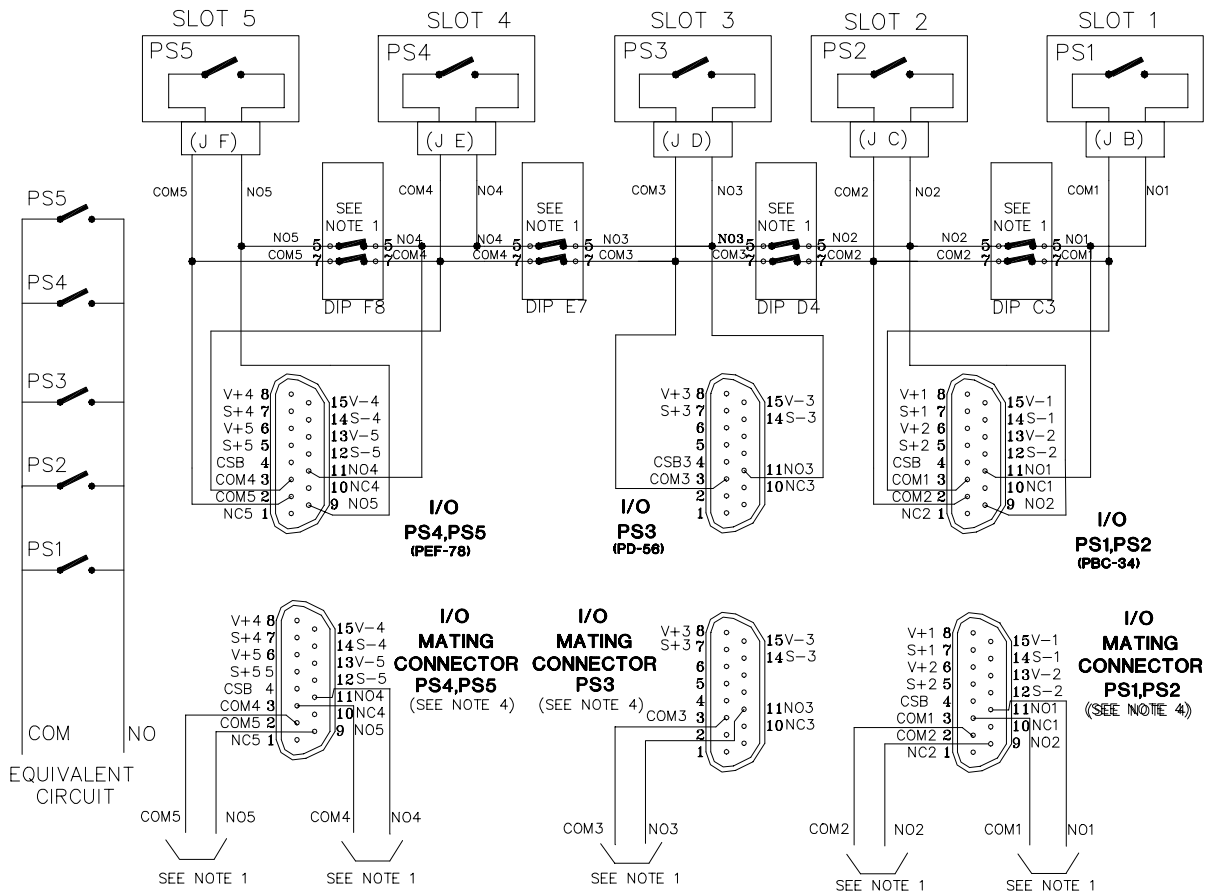 SLOT 5
SLOT 4
SLOT 3
SLOT 2
SLOT 1
PS5
PS4
PS3
PS2
PS1
(J F)
(J E)
(J D)
(J C)
(J B)
COM5
NO5
COM4
NO4
COM3
NO3
COM2
NO2
COM1
NO1
SEE
NOTE 1
SEE
NOTE 1
SEE
NOTE 1
SEE
NOTE 1
NO5 5 5 NO4 NO4 5 5 NO3 NO3 5 5 NO2 NO2 5 5 NO1
COM5 7 7 COM4 COM4 7 7 COM3 COM3 7 7 COM2 COM2 7 7 COM1
DIP F8
DIP E7
DIP D4
DIP C3
PS5
PS4
PS3
PS2
PS1
COM
NO
EQUIVALENT
CIRCUIT
V+4 8
S+4 7
V+5 6
S+5 5
CSB 4
COM4 3
COM5 2
NC5 1
15 V-4
14 S-4
13 V-5
12 S-5
11 NO4
10 NC4
9 NO5
I/O
PS4,PS5
(PEF-78)
V+3 8
S+3 7
6
5
CSB3 4
COM3 3
2
1
15 V-3
14 S-3
11 NO3
10 NC3
I/O
PS3
(PD-56)
V+1 8
S+1 7
V+2 6
S+2 5
CSB 4
COM1 3
COM2 2
NC2 1
15 V-1
14 S-1
13 V-2
12 S-2
11 NO1
10 NC1
9 NO2
I/O
PS1,PS2
(PBC-34)
V+4 8
S+4 7
V+5 6
S+5 5
CSB 4
COM4 3
COM5 2
NC5 1
15 V-4
14 S-4
13 V-5
12 S-5
11 NO4
10 NC4
9 NO5
I/O
MATING
CONNECTOR
PS4,PS5
(SEE NOTE 4)
I/O
MATING
CONNECTOR
PS3
(SEE NOTE 4)
V+3 8
S+3 7
6
5
4
COM3 3
2
1
15 V-3
14 S-3
11 NO3
10 NC3
V+1 8
S+1 7
V+2 6
S+2 5
CSB 4
COM1 3
COM2 2
NC2 1
15 V-1
14 S-1
13 V-2
12 S-2
11 NO1
10 NC1
9 NO2
I/O
MATING
CONNECTOR
PS1,PS2
(SEE NOTE 4)
COM5
NO5
COM4
NO4
COM3
NO3
COM2
NO2
COM1
NO1
SEE NOTE 1
SEE NOTE 1
SEE NOTE 1
SEE NOTE 1
SEE NOTE 1